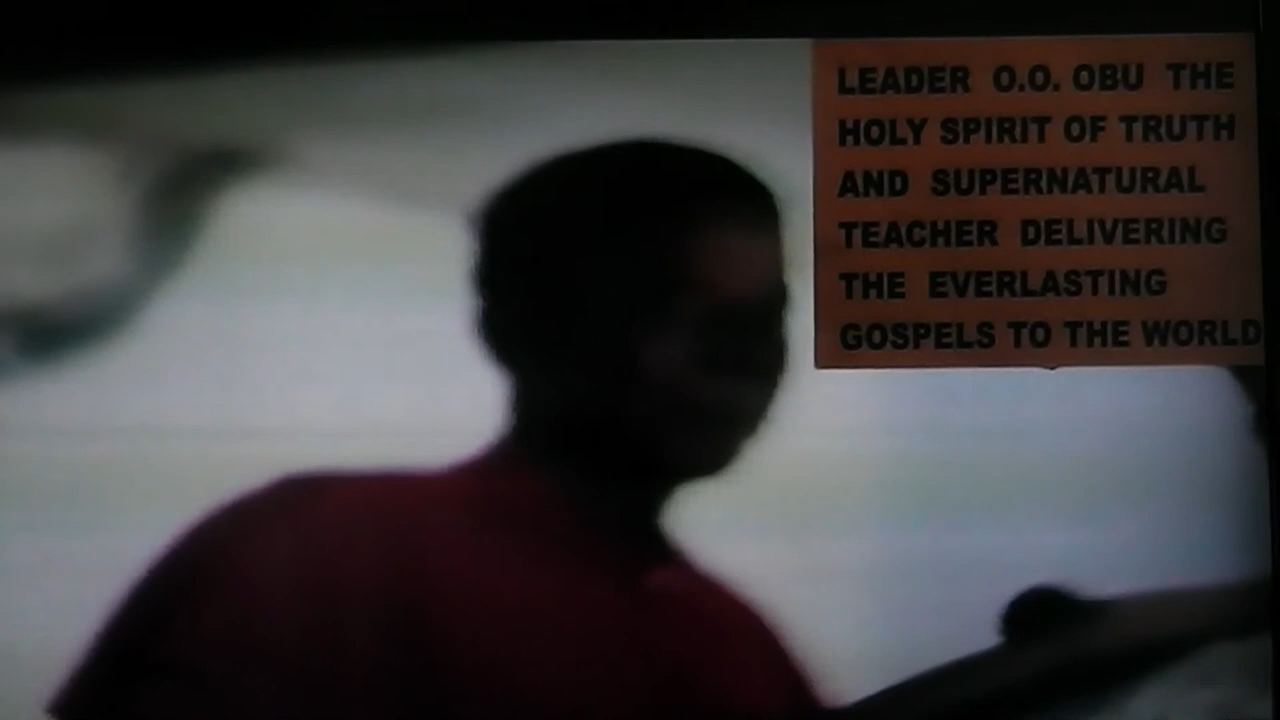 LEADER O.O. OBU THE
HOLY SPIRIT OF TRUTH
AND SUPERNATURAL
TEACHER DELIVERING
THE EVERLASTING
GOSPELS TO THE WORLD